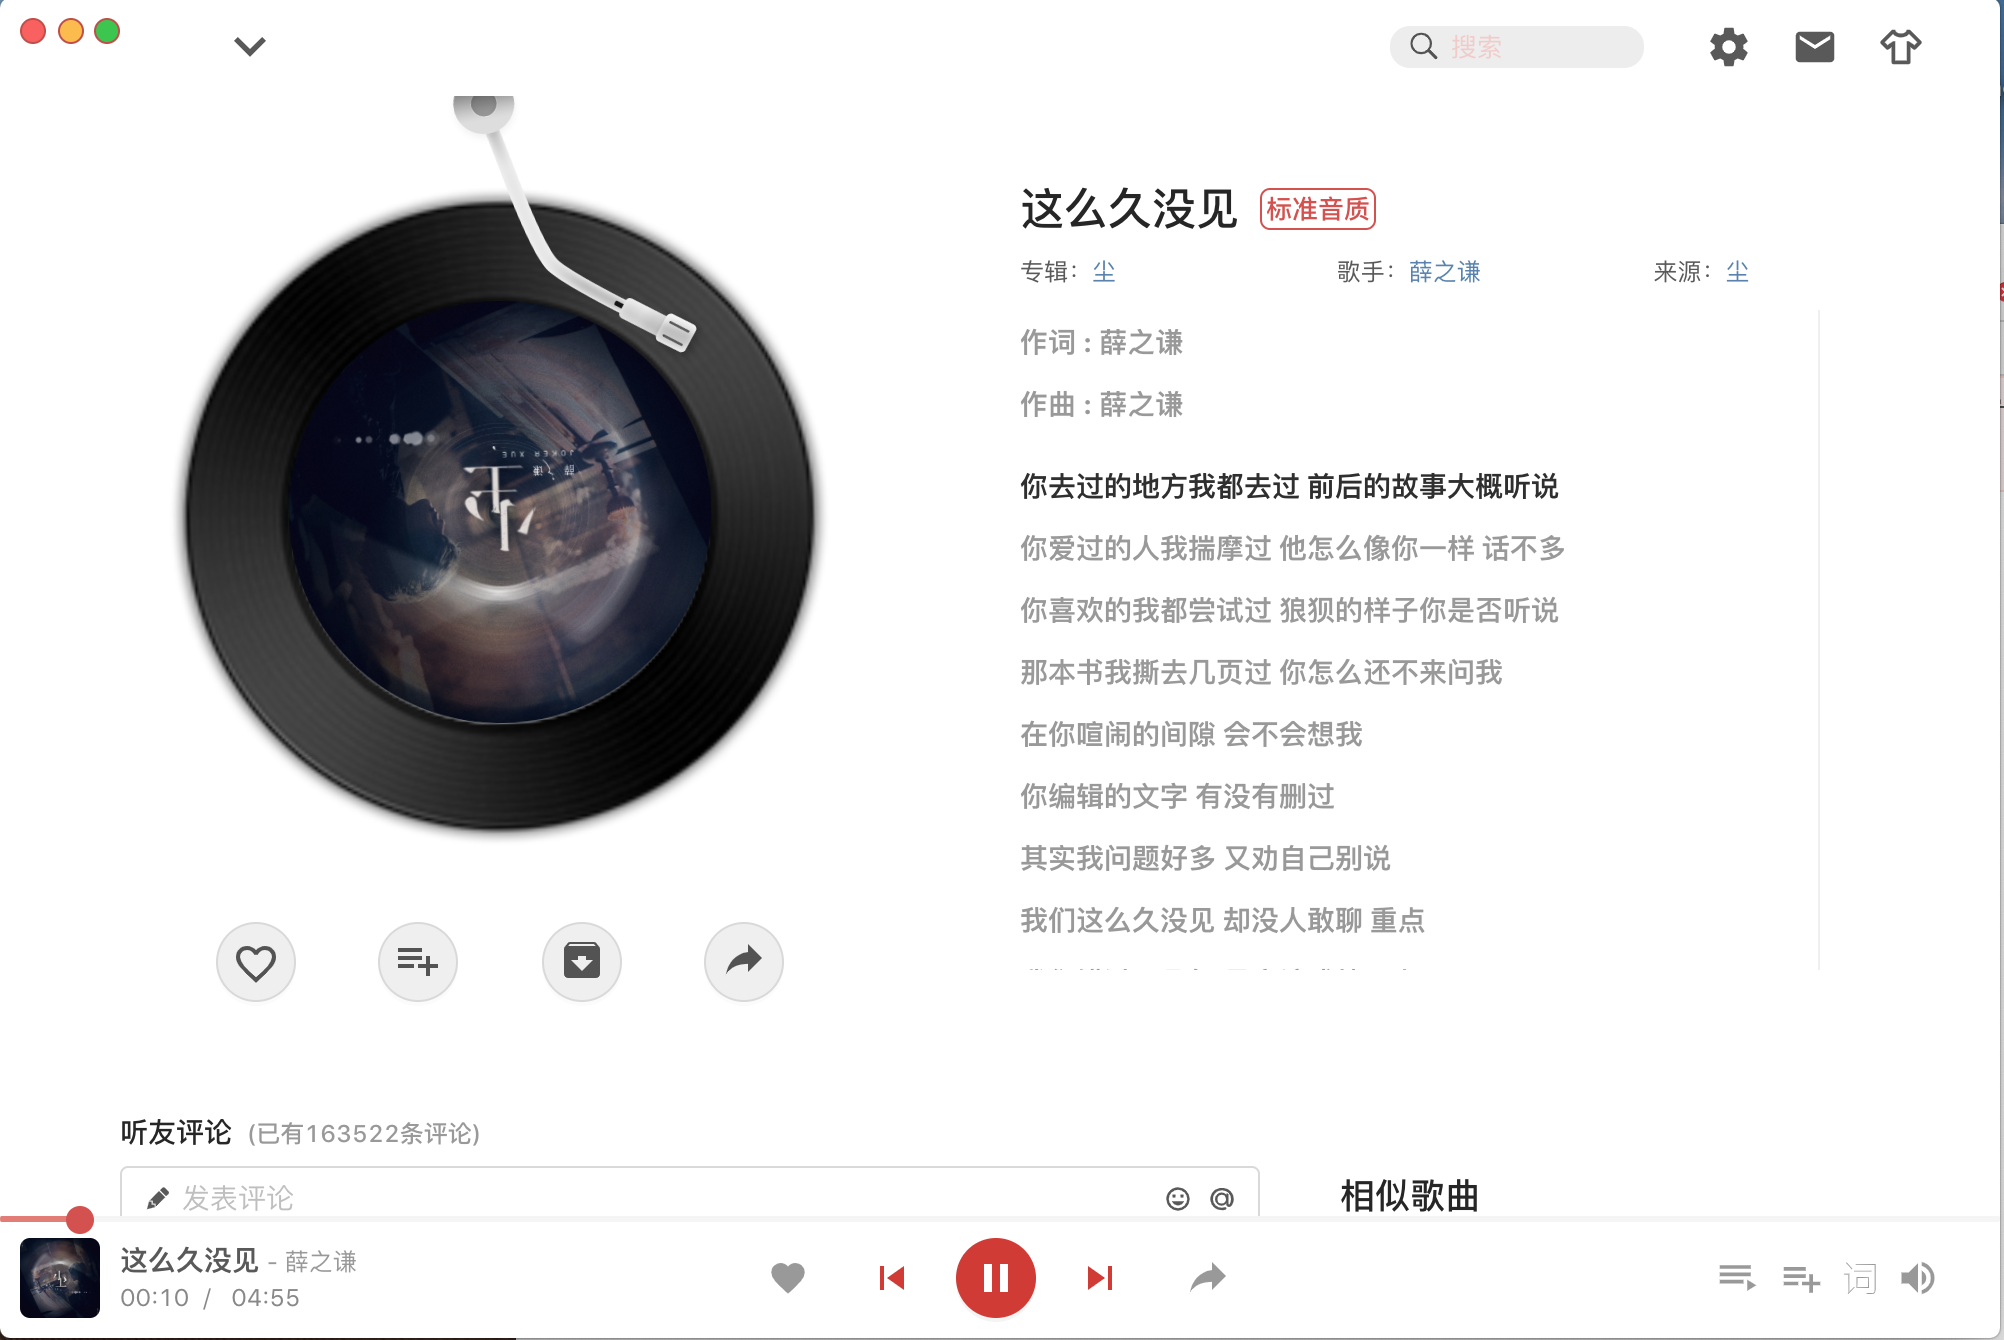 搜索
这么久没见 标准音质
专辑：尘 歌手：薛之谦 来源：尘
作词 : 薛之谦
作曲 : 薛之谦
你去过的地方我都去过 前后的故事大概听说
你爱过的人我揣摩过 他怎么像你一样 话不多
你喜欢的我都尝试过 狼狈的样子你是否听说
那本书我撕去几页过 你怎么还不来问我
在你喧闹的间隙 会不会想我
你编辑的文字 有没有删过
其实我问题好多 又劝自己别说
我们这么久没见 却没人敢聊 重点
JOKER XUE
薛之谦
尘
听友评论 (已有163522条评论)
发表评论
相似歌曲
这么久没见 - 薛之谦
00:10 / 04:55
词